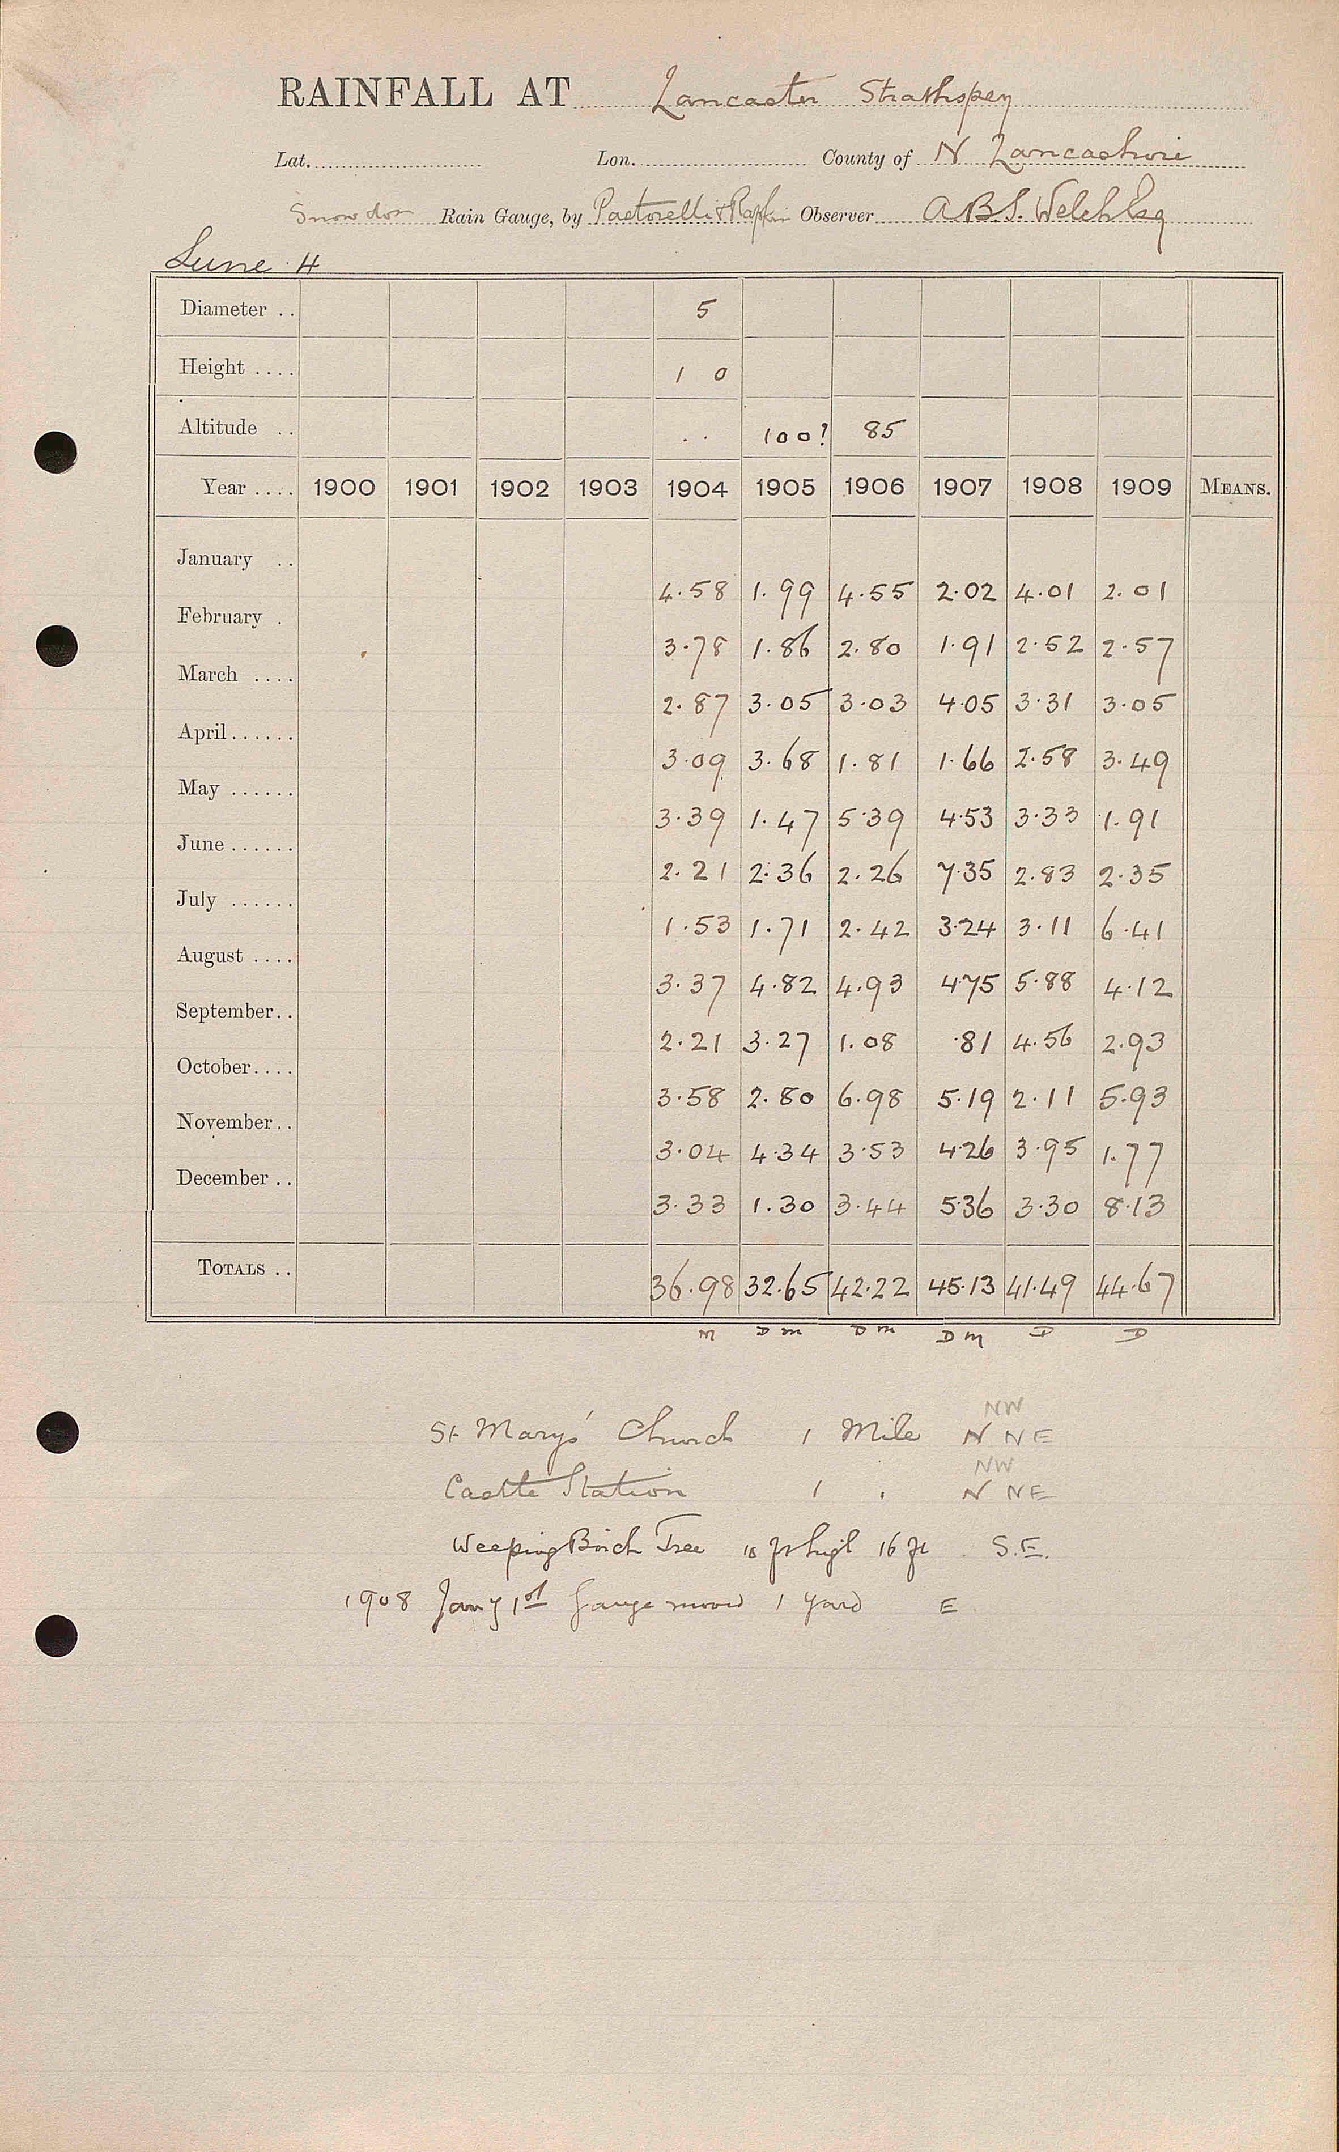 RAINFALL AT Lancaster Strathspey
Lat. Lon. County of N Lancashire
Snowdon Rain Gauge, by Pastorelli & Rapkin Observer A B S. Welch Esq
Lune 4
Diameter .. 5
Height .... 1 0
Altitude .. .. 100? 85
Year .... 1900 1901 1902 1903 1904 1905 1906 1907 1908 1909 MEANS.
January .. 4.58 1.99 4.55 2.02 4.01 2.01
February . 3.78 1.86 2.80 1.91 2.52 2.57
March .... 2.87 3.05 3.03 4.05 3.31 3.05
April...... 3.09 3.68 1.81 1.66 2.58 3.49
May ...... 3.39 1.47 5.39 4.53 3.33 1.91
June ...... 2.21 2.36 2.26 7.35 2.83 2.35
July ...... 1.53 1.71 2.42 3.24 3.11 6.41
August .... 3.37 4.82 4.93 4.75 5.88 4.12
September.. 2.21 3.27 1.08 .81 4.56 2.93
October.... 3.58 2.80 6.98 5.19 2.11 5.93
November.. 3.04 4.34 3.53 4.26 3.95 1.77
December .. 3.33 1.30 3.44 5.36 3.30 8.13
TOTALS .. 36.98 32.65 42.22 45.13 41.49 44.67
M D m D m D m D D
NW
St Mary's Church 1 Mile N NE
NW
Castle Station 1 " N NE
Weeping Birch Tree ft high 16 ft S.E.
1908 Jany 1st Gauge moved 1 yard E